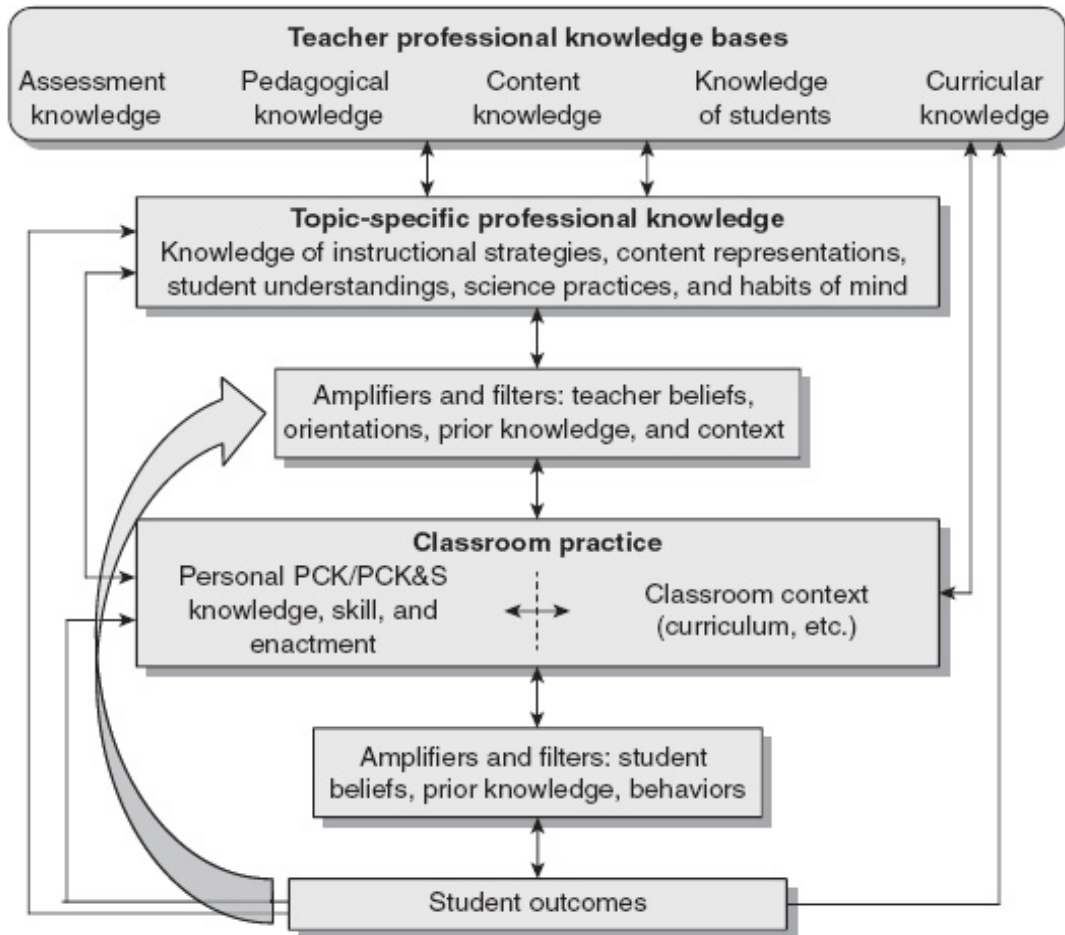 Teacher professional knowledge bases
Assessment knowledge
Pedagogical knowledge
Content knowledge
Knowledge of students
Curricular knowledge
Topic-specific professional knowledge
Knowledge of instructional strategies, content representations,
student understandings, science practices, and habits of mind
Amplifiers and filters: teacher beliefs,
orientations, prior knowledge, and context
Classroom practice
Personal PCK/PCK&S
knowledge, skill, and
enactment
Classroom context
(curriculum, etc.)
Amplifiers and filters: student
beliefs, prior knowledge, behaviors
Student outcomes